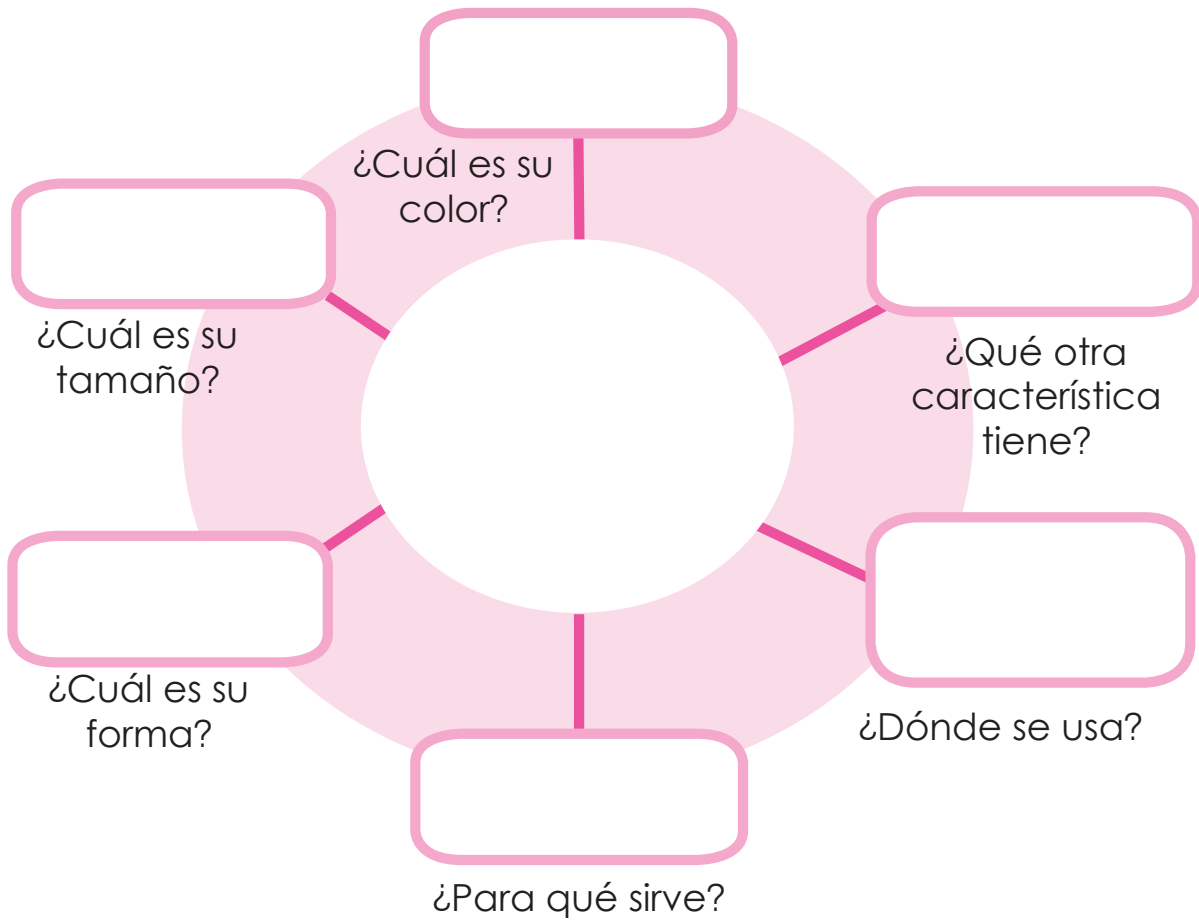 ¿Cuál es su
color?
¿Cuál es su
tamaño?
¿Qué otra
característica
tiene?
¿Cuál es su
forma?
¿Dónde se usa?
¿Para qué sirve?